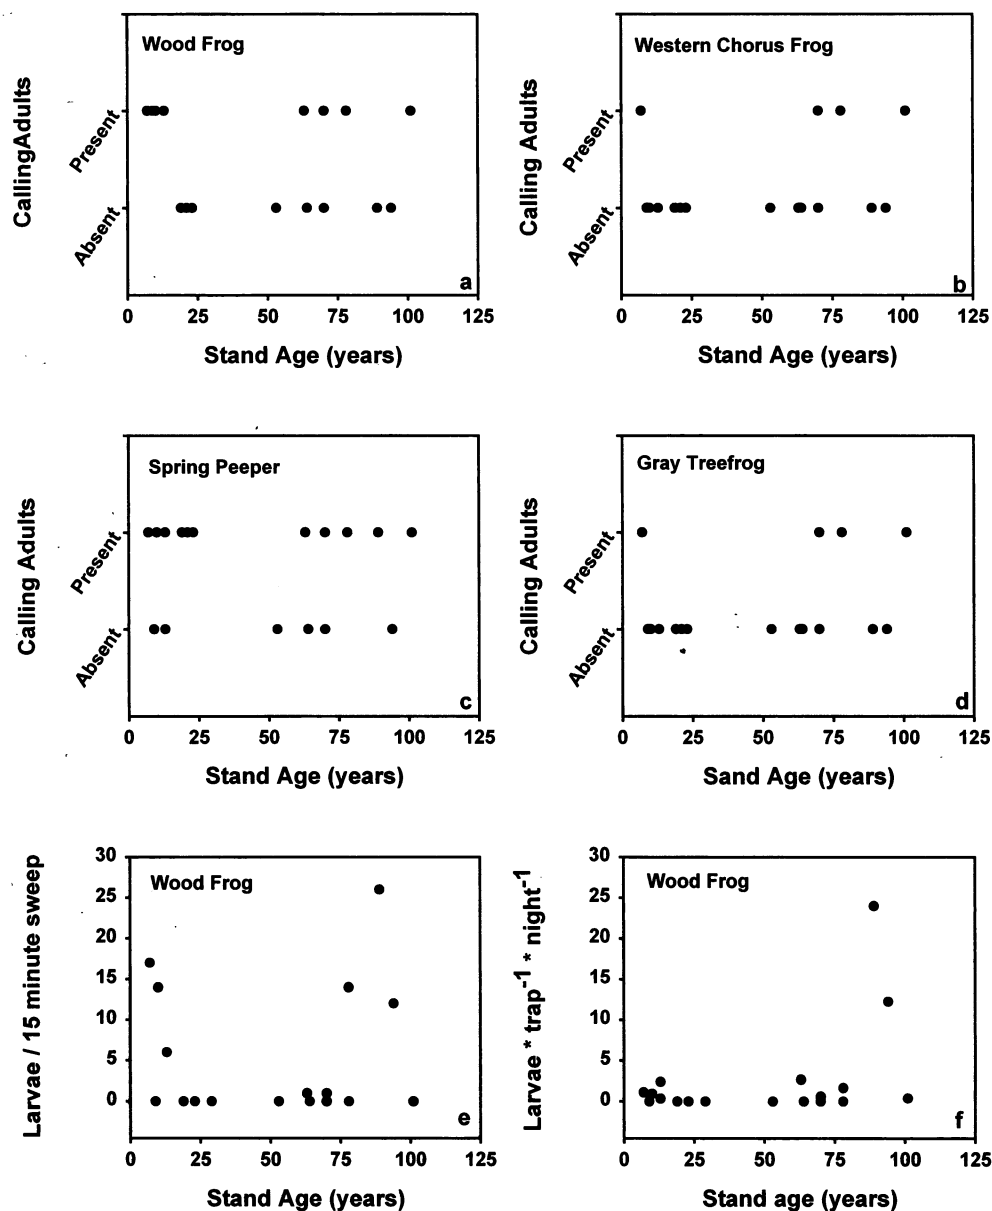 Wood Frog
CallingAdults
Present
Absent
a
0 25 50 75 100 125
Stand Age (years)
Western Chorus Frog
Calling Adults
Present
Absent
b
0 25 50 75 100 125
Stand Age (years)
Spring Peeper
Calling Adults
Present
Absent
c
0 25 50 75 100 125
Stand Age (years)
Gray Treefrog
Calling Adults
Present
Absent
d
0 25 50 75 100 125
Sand Age (years)
Wood Frog
Larvae / 15 minute sweep
30
25
20
15
10
5
0
e
0 25 50 75 100 125
Stand Age (years)
Wood Frog
Larvae * trap⁻¹ * night⁻¹
30
25
20
15
10
5
0
f
0 25 50 75 100 125
Stand age (years)